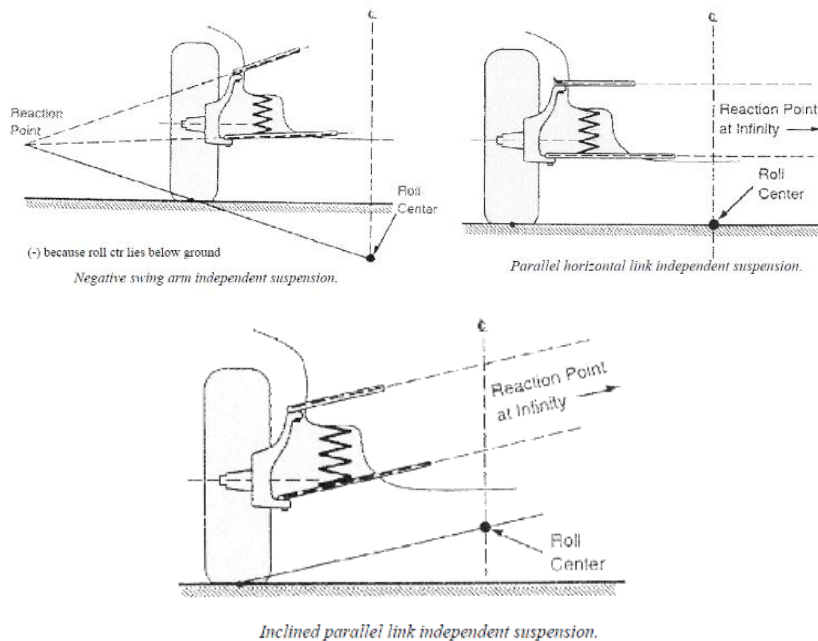 ℄
Reaction
Point
Roll
Center
(-) because roll ctr lies below ground
Negative swing arm independent suspension.
℄
Reaction Point
at Infinity
Roll
Center
Parallel horizontal link independent suspension.
℄
Reaction Point
at Infinity
Roll
Center
Inclined parallel link independent suspension.